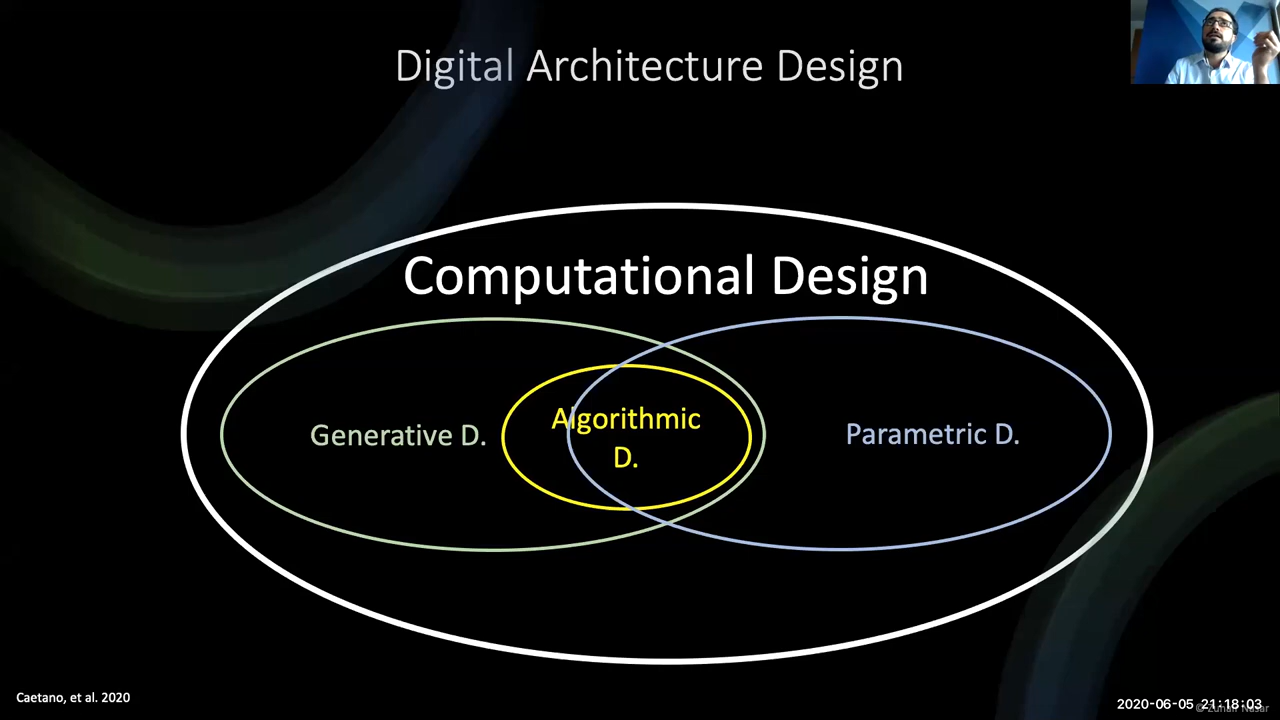 Digital Architecture Design
Computational Design
Generative D.
Algorithmic
D.
Parametric D.
Caetano, et al. 2020
2020-06-05 21:18:03